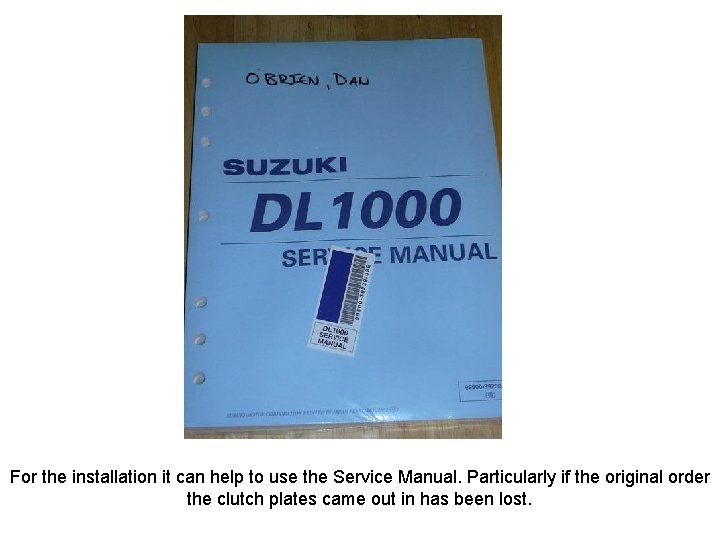 O'BRIEN, DAN
SUZUKI
DL1000
SERVICE MANUAL
DL1000
SERVICE
MANUAL
For the installation it can help to use the Service Manual. Particularly if the original order
the clutch plates came out in has been lost.